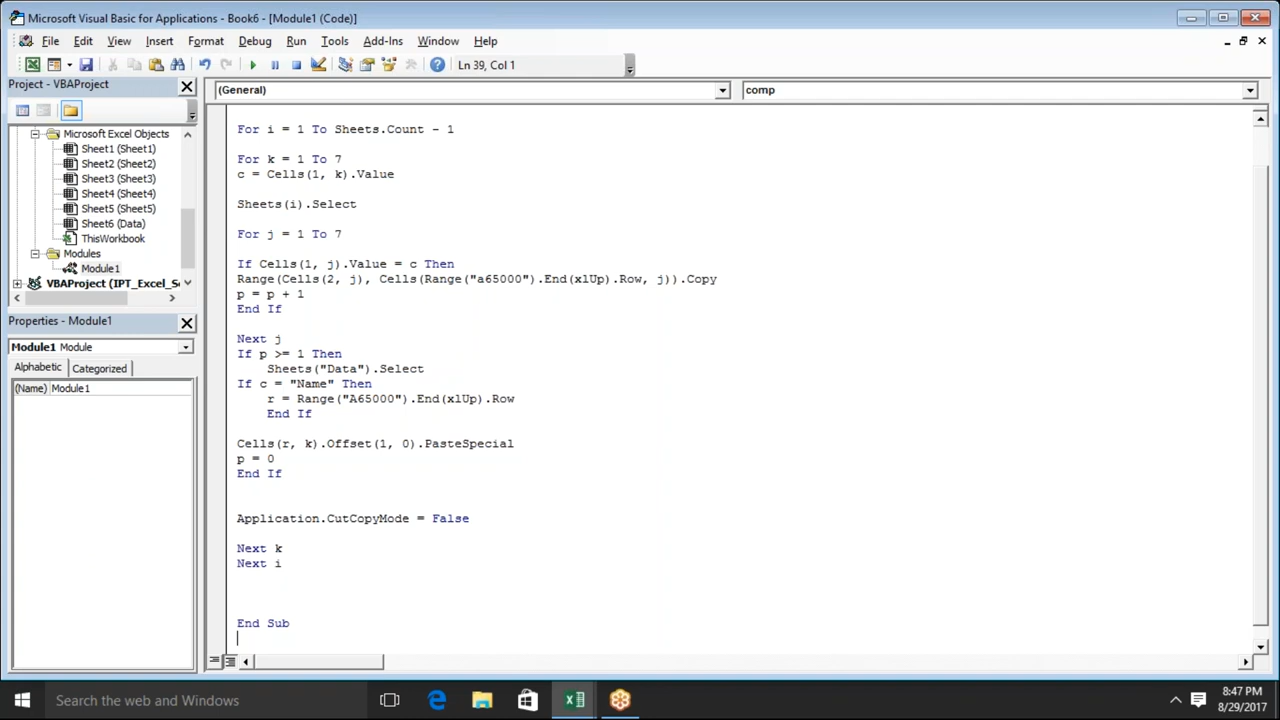 Microsoft Visual Basic for Applications - Book6 - [Module1 (Code)]
File Edit View Insert Format Debug Run Tools Add-Ins Window Help
Ln 39, Col 1
Project - VBAProject
(General)
comp
Microsoft Excel Objects
Sheet1 (Sheet1)
Sheet2 (Sheet2)
Sheet3 (Sheet3)
Sheet4 (Sheet4)
Sheet5 (Sheet5)
Sheet6 (Data)
ThisWorkbook
Modules
Module1
VBAProject (IPT_Excel_S
Properties - Module1
Module1 Module
Alphabetic Categorized
(Name) Module1
For i = 1 To Sheets.Count - 1
For k = 1 To 7
c = Cells(1, k).Value
Sheets(i).Select
For j = 1 To 7
If Cells(1, j).Value = c Then
Range(Cells(2, j), Cells(Range("a65000").End(xlUp).Row, j)).Copy
p = p + 1
End If
Next j
If p >= 1 Then
Sheets("Data").Select
If c = "Name" Then
r = Range("A65000").End(xlUp).Row
End If
Cells(r, k).Offset(1, 0).PasteSpecial
p = 0
End If
Application.CutCopyMode = False
Next k
Next i
End Sub
Search the web and Windows
8:47 PM
8/29/2017